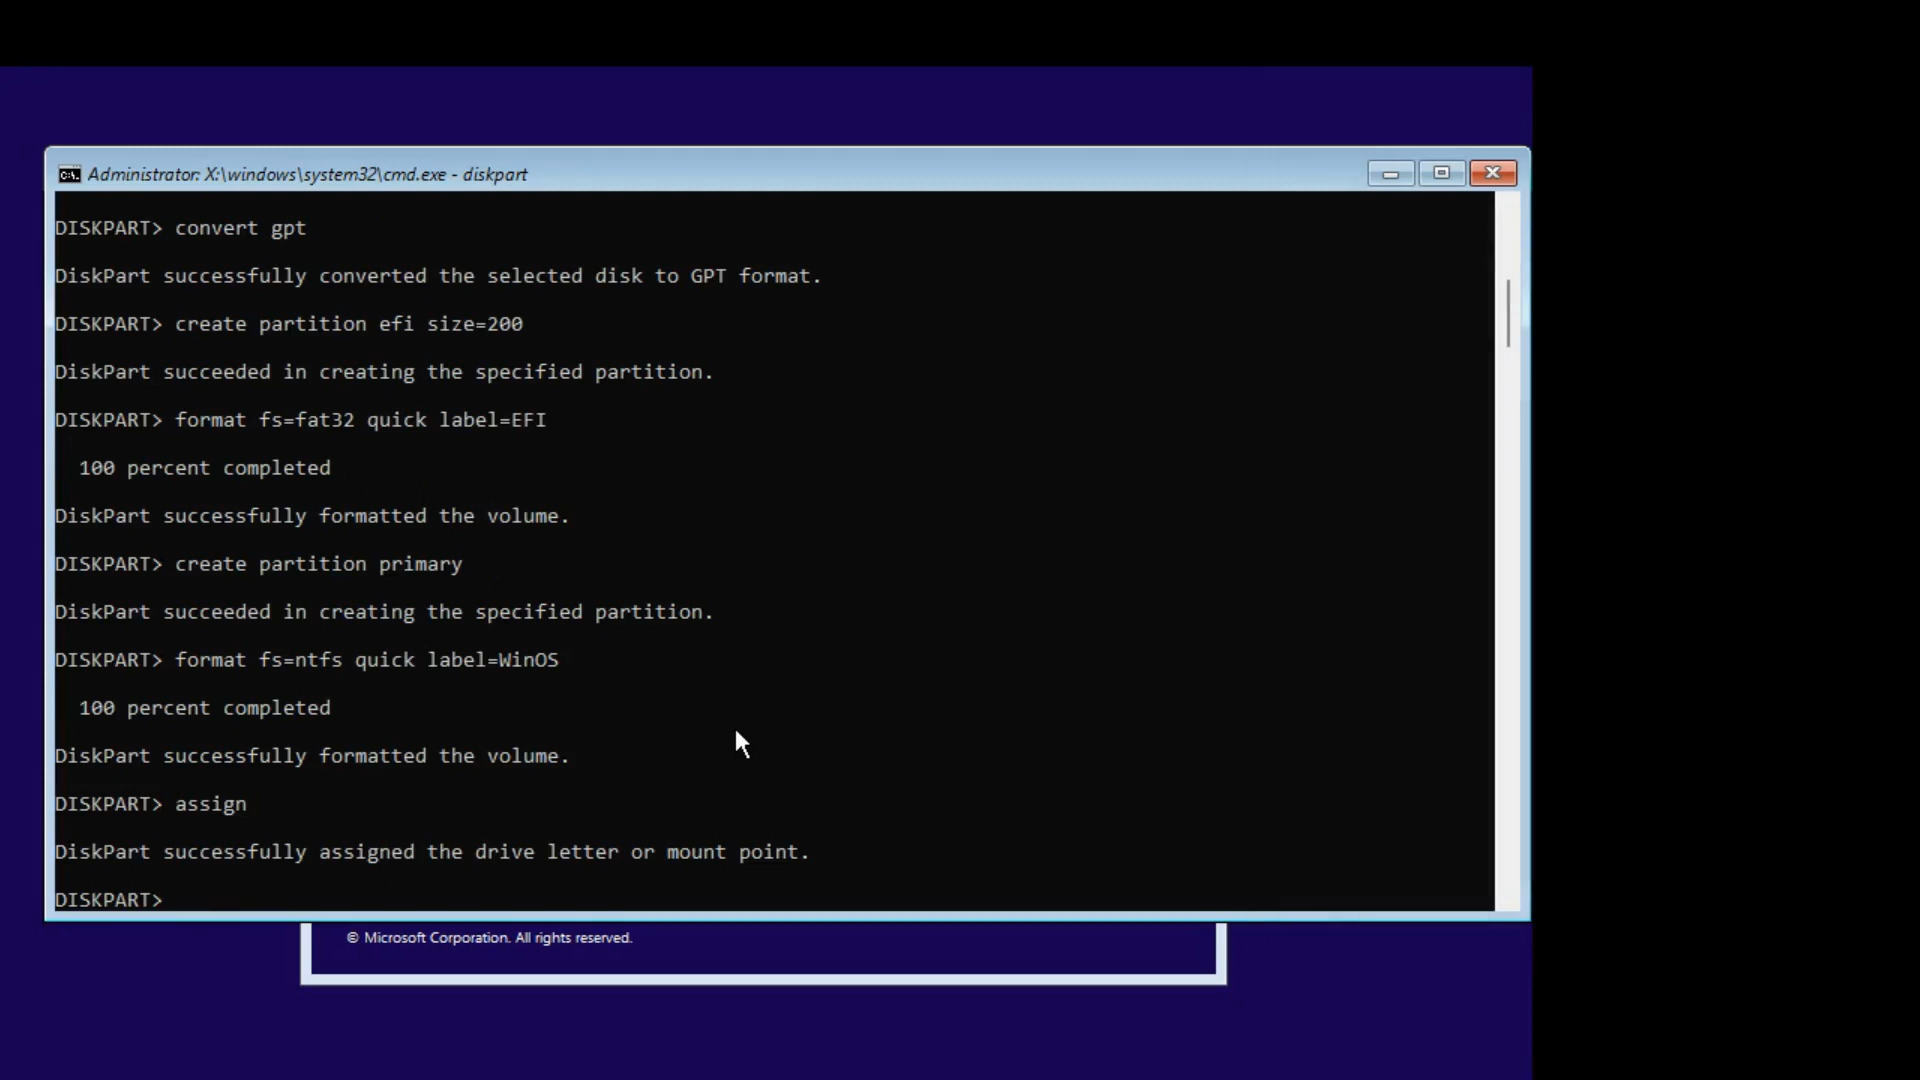 Administrator: X:\windows\system32\cmd.exe - diskpart
DISKPART> convert gpt
DiskPart successfully converted the selected disk to GPT format.
DISKPART> create partition efi size=200
DiskPart succeeded in creating the specified partition.
DISKPART> format fs=fat32 quick label=EFI
100 percent completed
DiskPart successfully formatted the volume.
DISKPART> create partition primary
DiskPart succeeded in creating the specified partition.
DISKPART> format fs=ntfs quick label=WinOS
100 percent completed
DiskPart successfully formatted the volume.
DISKPART> assign
DiskPart successfully assigned the drive letter or mount point.
DISKPART>
© Microsoft Corporation. All rights reserved.